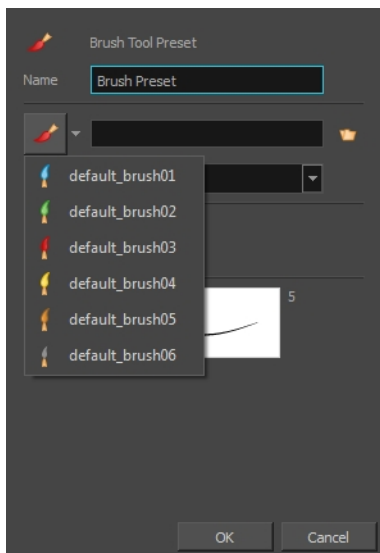 Brush Tool Preset
Name Brush Preset
default_brush01
default_brush02
default_brush03
default_brush04
default_brush05
default_brush06
5
OK Cancel